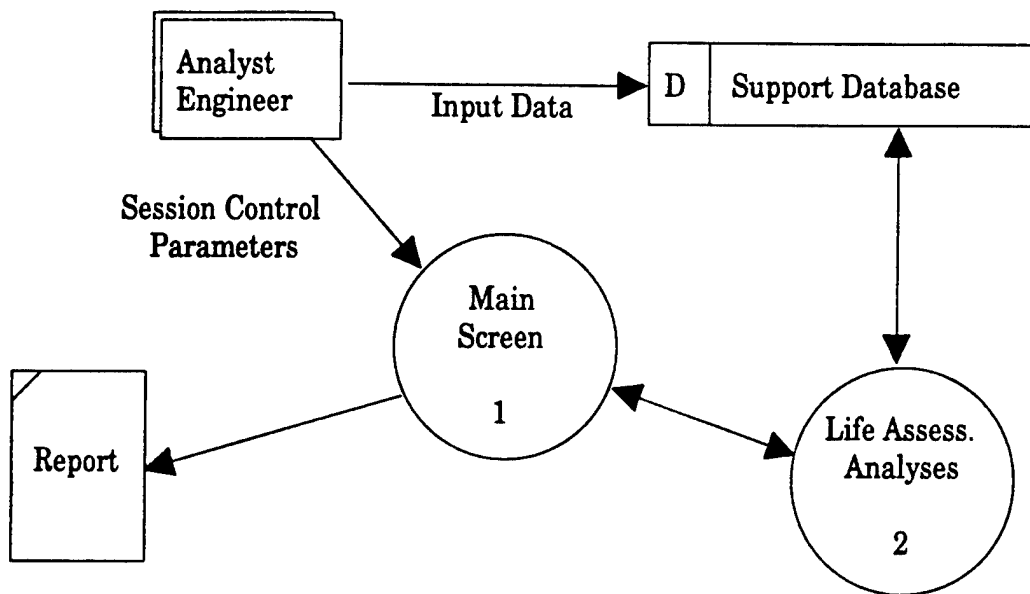 Analyst
Engineer
Input Data
D
Support Database
Session Control
Parameters
Main
Screen
1
Report
Life Assess.
Analyses
2